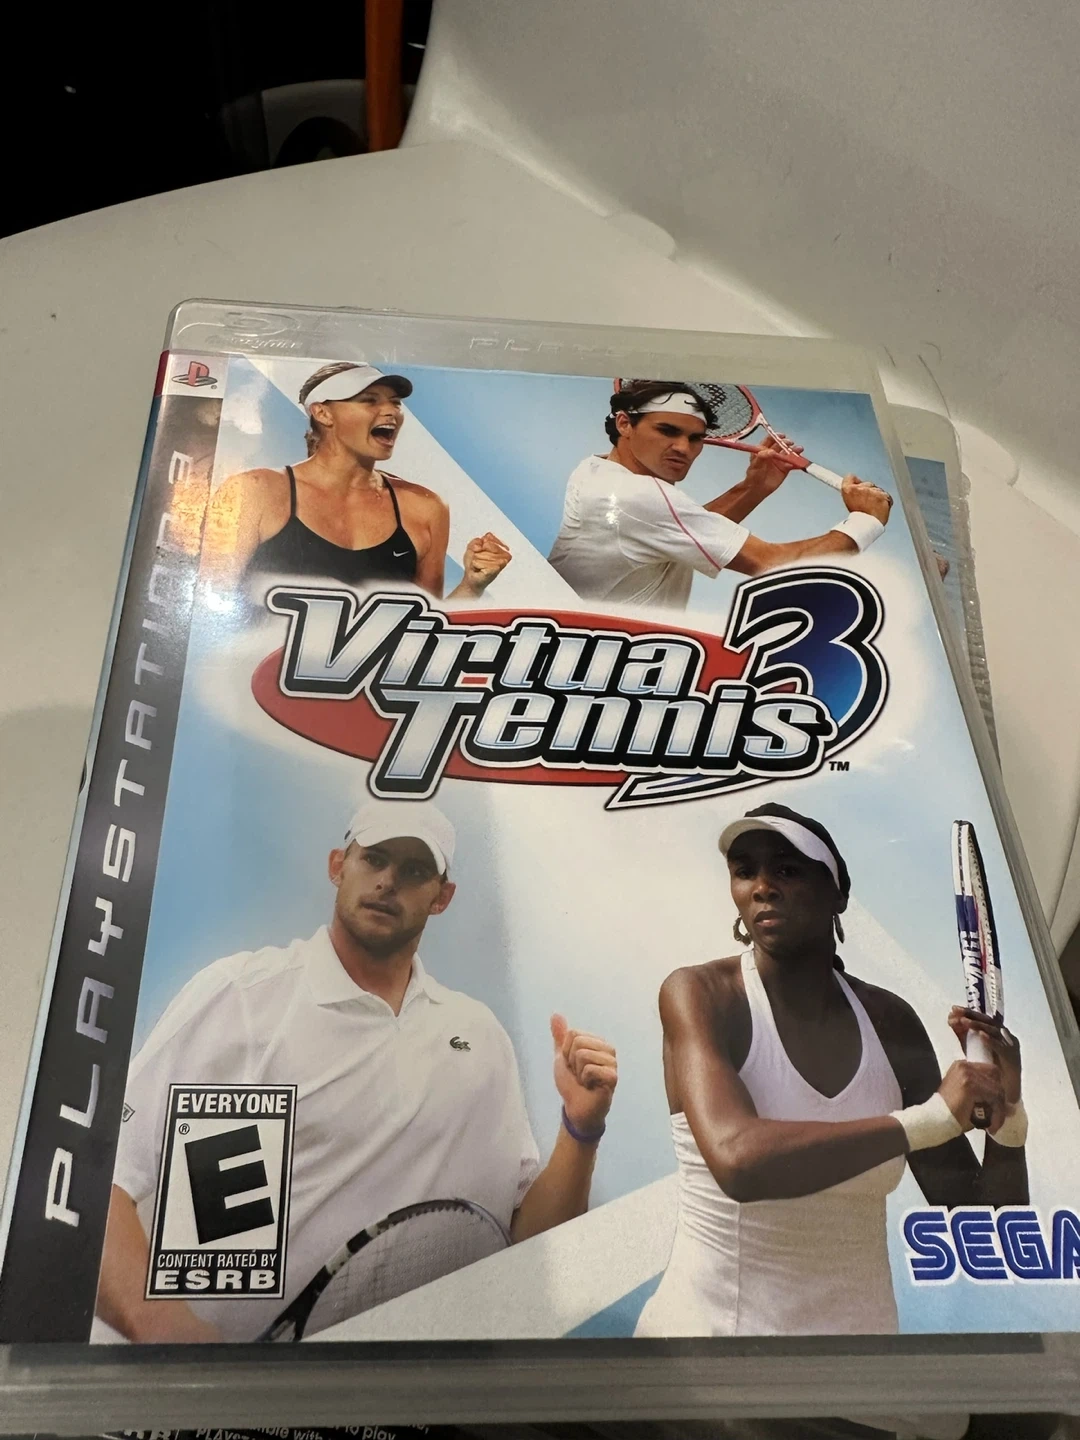 PLAYSTATION 3
Virtua
Tennis 3
TM
EVERYONE
E
®
CONTENT RATED BY
ESRB
SEGA